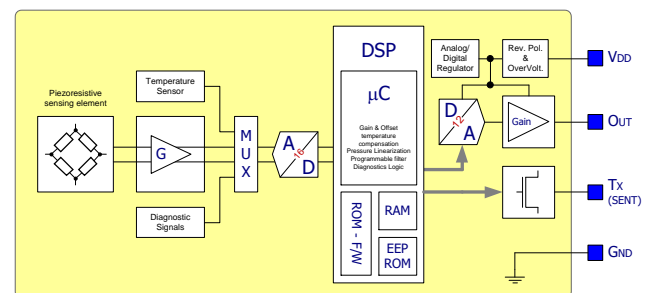 Piezoresistive
sensing element
Temperature
Sensor
G
Diagnostic
Signals
MUX
A
16
D
DSP
µC
Gain & Offset
temperature
compensation
Pressure Linearization
Programmable filter
Diagnostics Logic
ROM - F/W
RAM
EEP
ROM
Analog/
Digital
Regulator
Rev. Pol.
&
OverVolt.
D
12
A
Gain
VDD
OUT
TX
(SENT)
GND